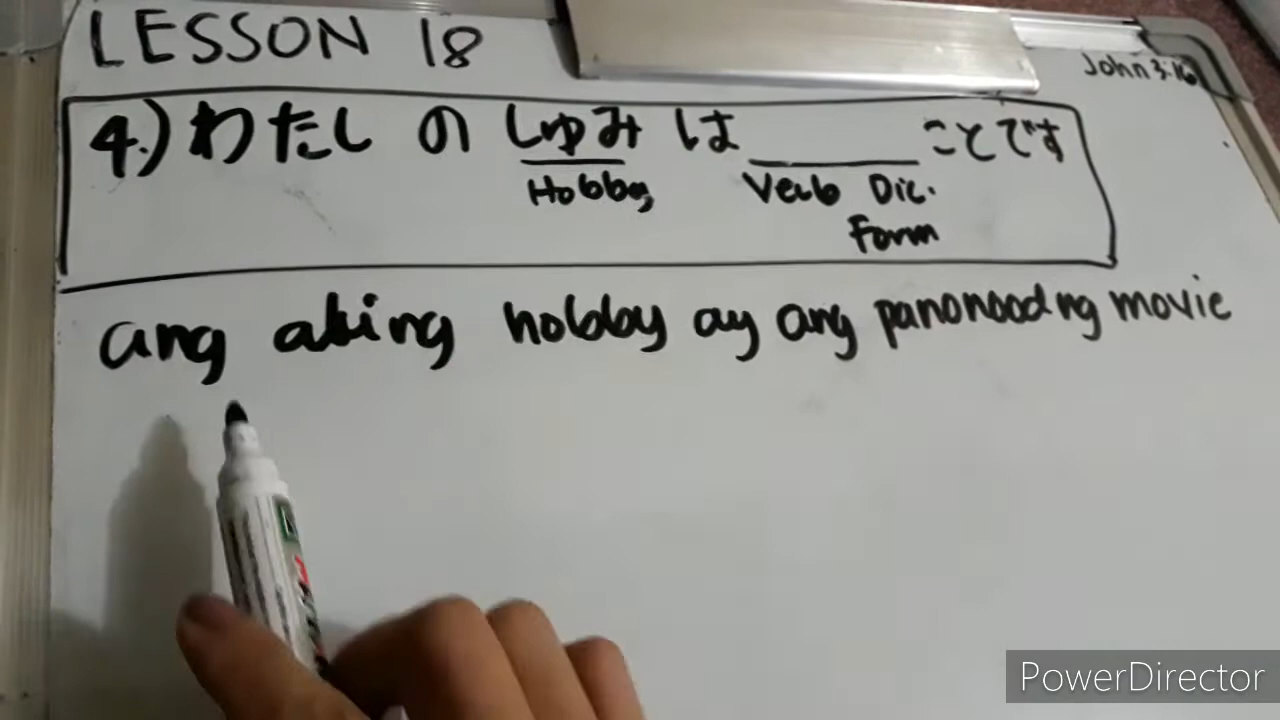 LESSON 18
John 3:16
4.) わたし の しゅみ は ________ ことです
Hobby Verb Dic.
Form
ang aking hobby ay ang panonood ng movie
PowerDirector